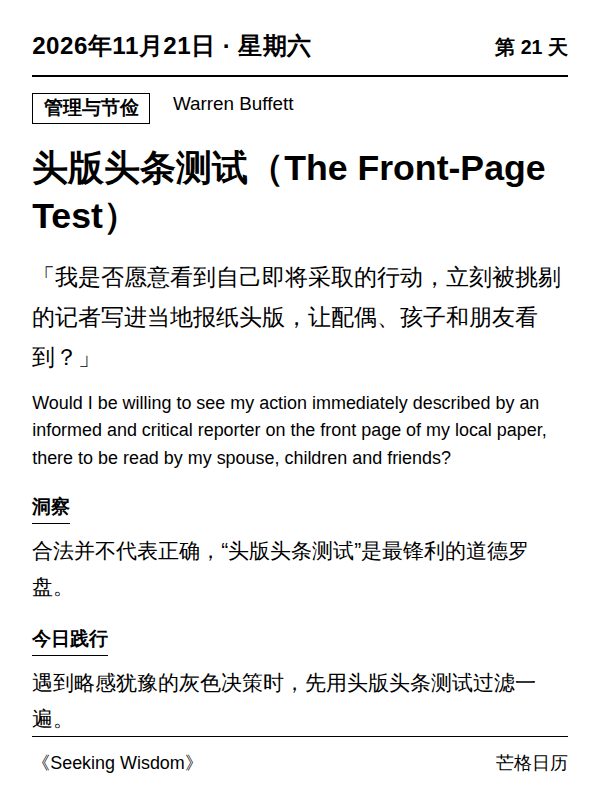 2026年11月21日 · 星期六
第 21 天
管理与节俭
Warren Buffett
头版头条测试（The Front-Page
Test）
「我是否愿意看到自己即将采取的行动，立刻被挑剔
的记者写进当地报纸头版，让配偶、孩子和朋友看
到？」
Would I be willing to see my action immediately described by an
informed and critical reporter on the front page of my local paper,
there to be read by my spouse, children and friends?
洞察
合法并不代表正确，“头版头条测试”是最锋利的道德罗
盘。
今日践行
遇到略感犹豫的灰色决策时，先用头版头条测试过滤一
遍。
《Seeking Wisdom》
芒格日历